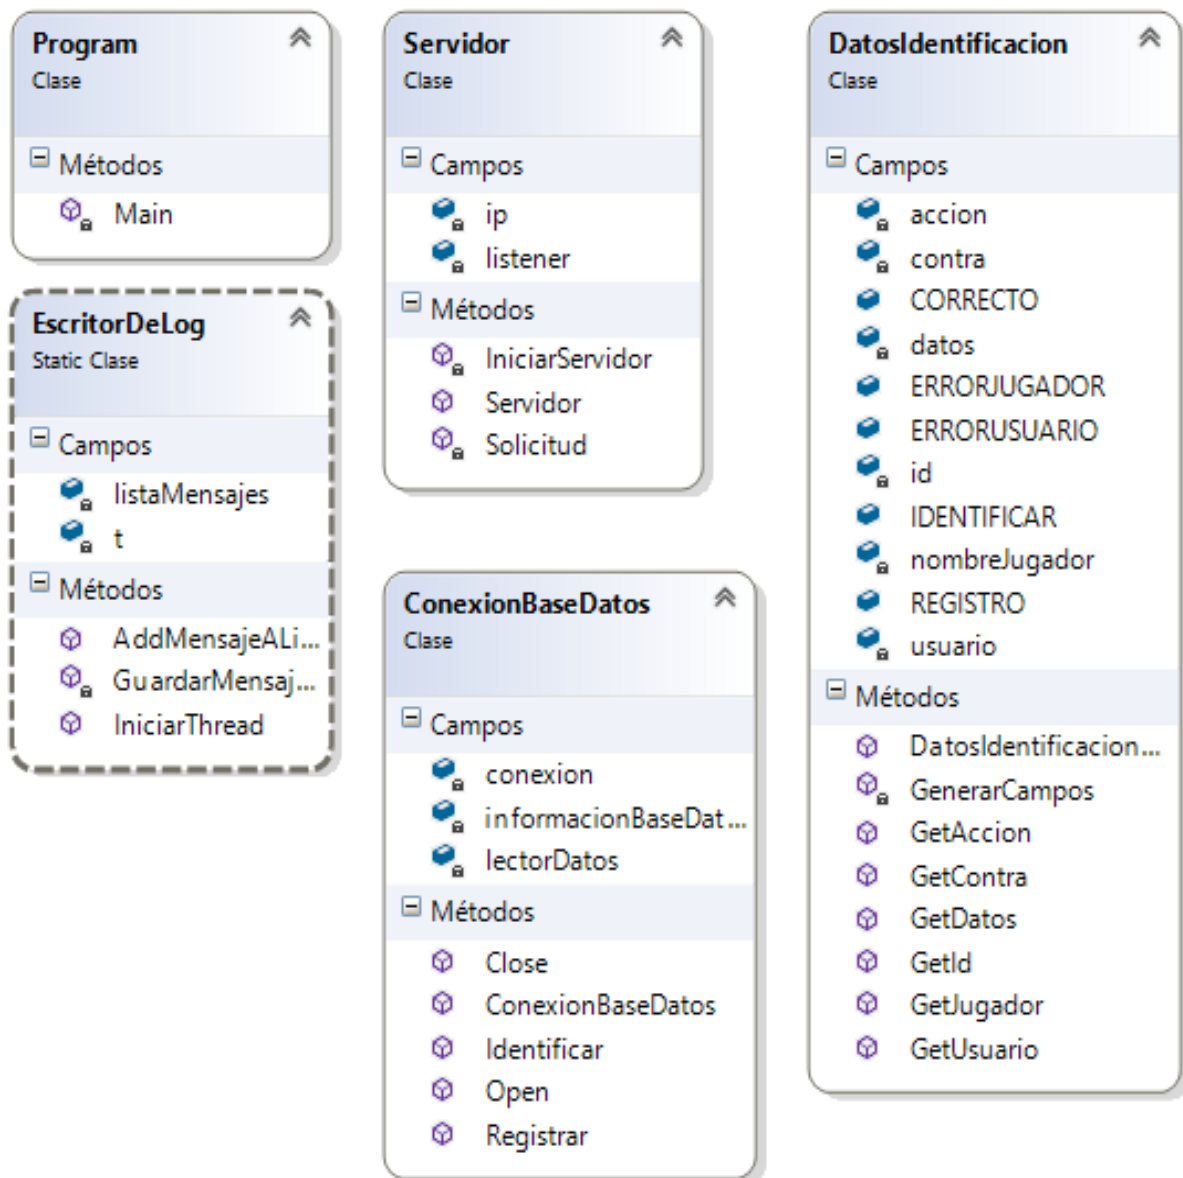 Program
Clase
Métodos
Main
EscritorDeLog
Static Clase
Campos
listaMensajes
t
Métodos
AddMensajeALi...
GuardarMensaj...
IniciarThread
Servidor
Clase
Campos
ip
listener
Métodos
IniciarServidor
Servidor
Solicitud
ConexionBaseDatos
Clase
Campos
conexion
informacionBaseDat...
lectorDatos
Métodos
Close
ConexionBaseDatos
Identificar
Open
Registrar
DatosIdentificacion
Clase
Campos
accion
contra
CORRECTO
datos
ERRORJUGADOR
ERRORUSUARIO
id
IDENTIFICAR
nombreJugador
REGISTRO
usuario
Métodos
DatosIdentificacion...
GenerarCampos
GetAccion
GetContra
GetDatos
GetId
GetJugador
GetUsuario